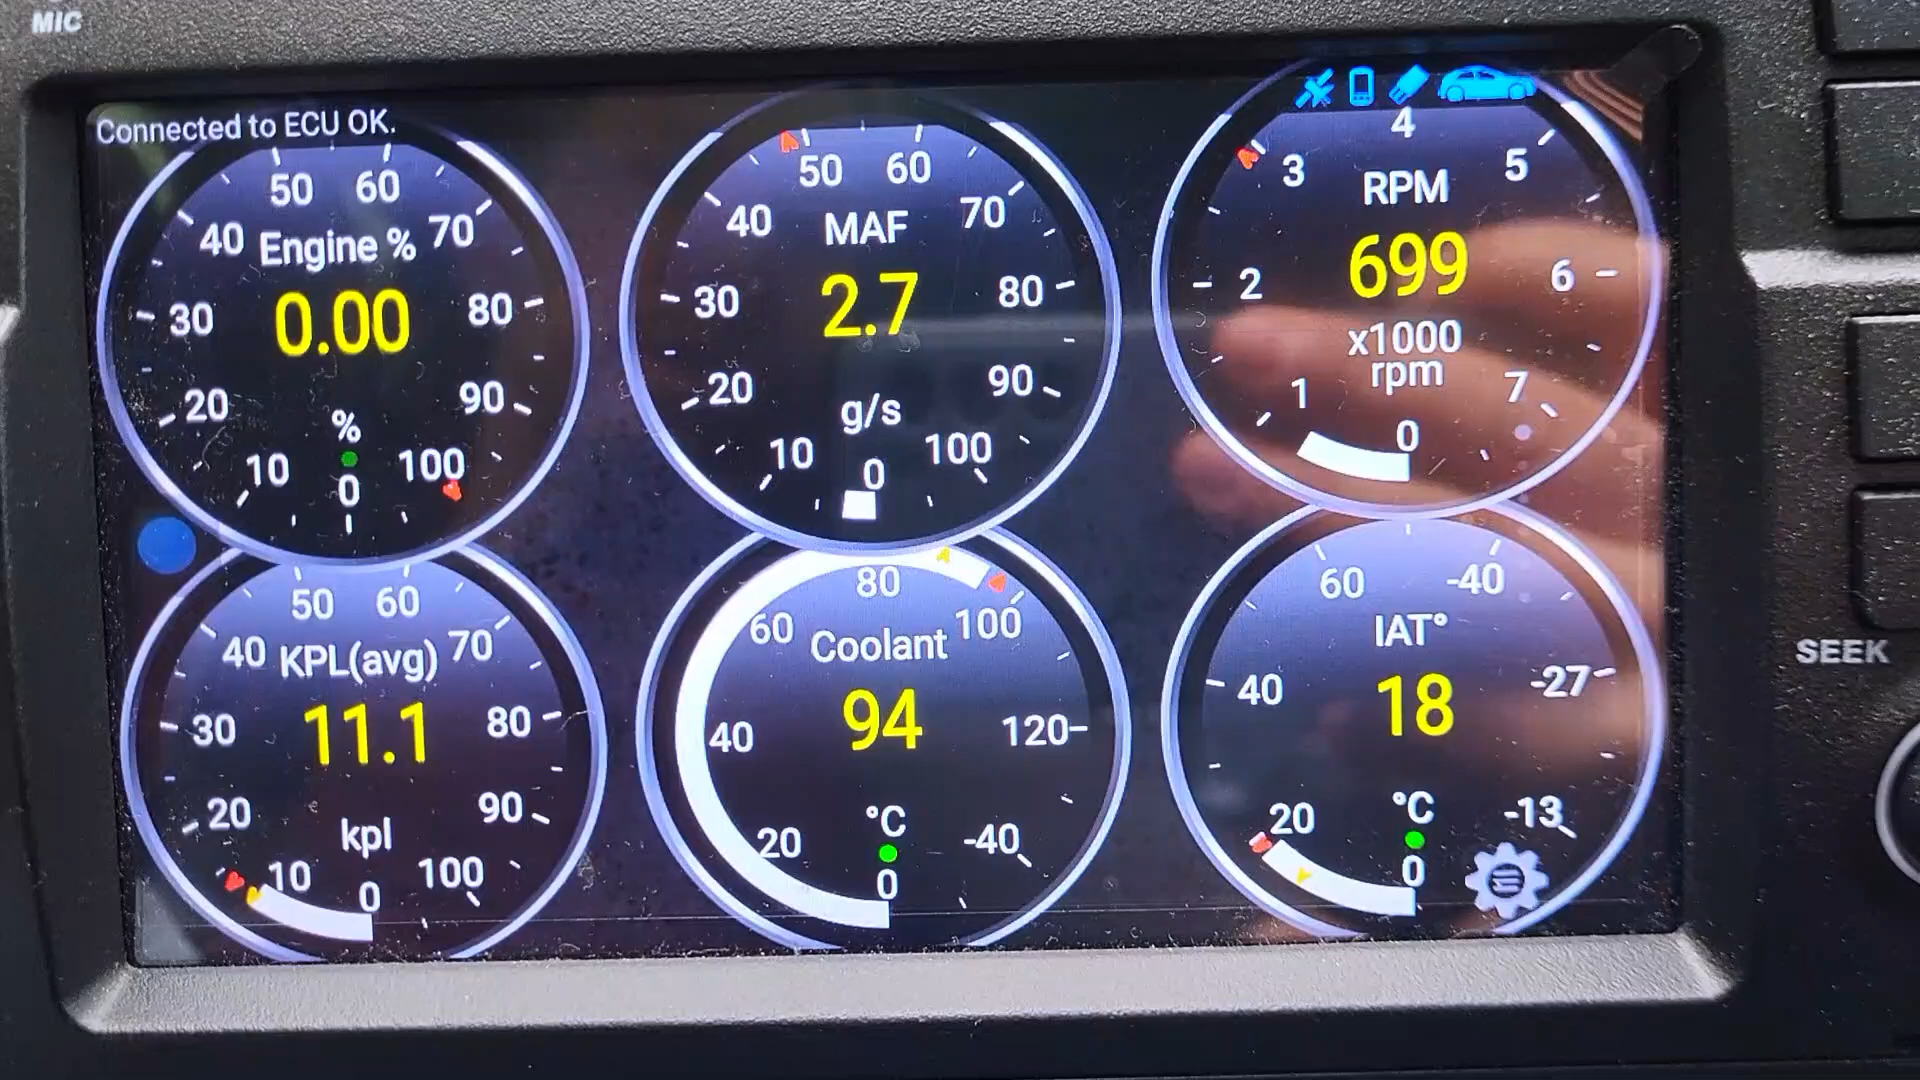 MIC
Connected to ECU OK.
50 60
40 Engine % 70
30 0.00 80
20 90
%
10 100
0
50 60
40 MAF 70
30 2.7 80
20 90
g/s
10 100
0
4
3 5
RPM
2 699 6
x1000
rpm
1 7
0
50 60
40 KPL(avg) 70
30 11.1 80
20 90
kpl
10 100
0
80
60 Coolant 100
94
40 120
°C
20 -40
0
60 -40
IAT°
40 18 -27
°C
20 -13
0
SEEK